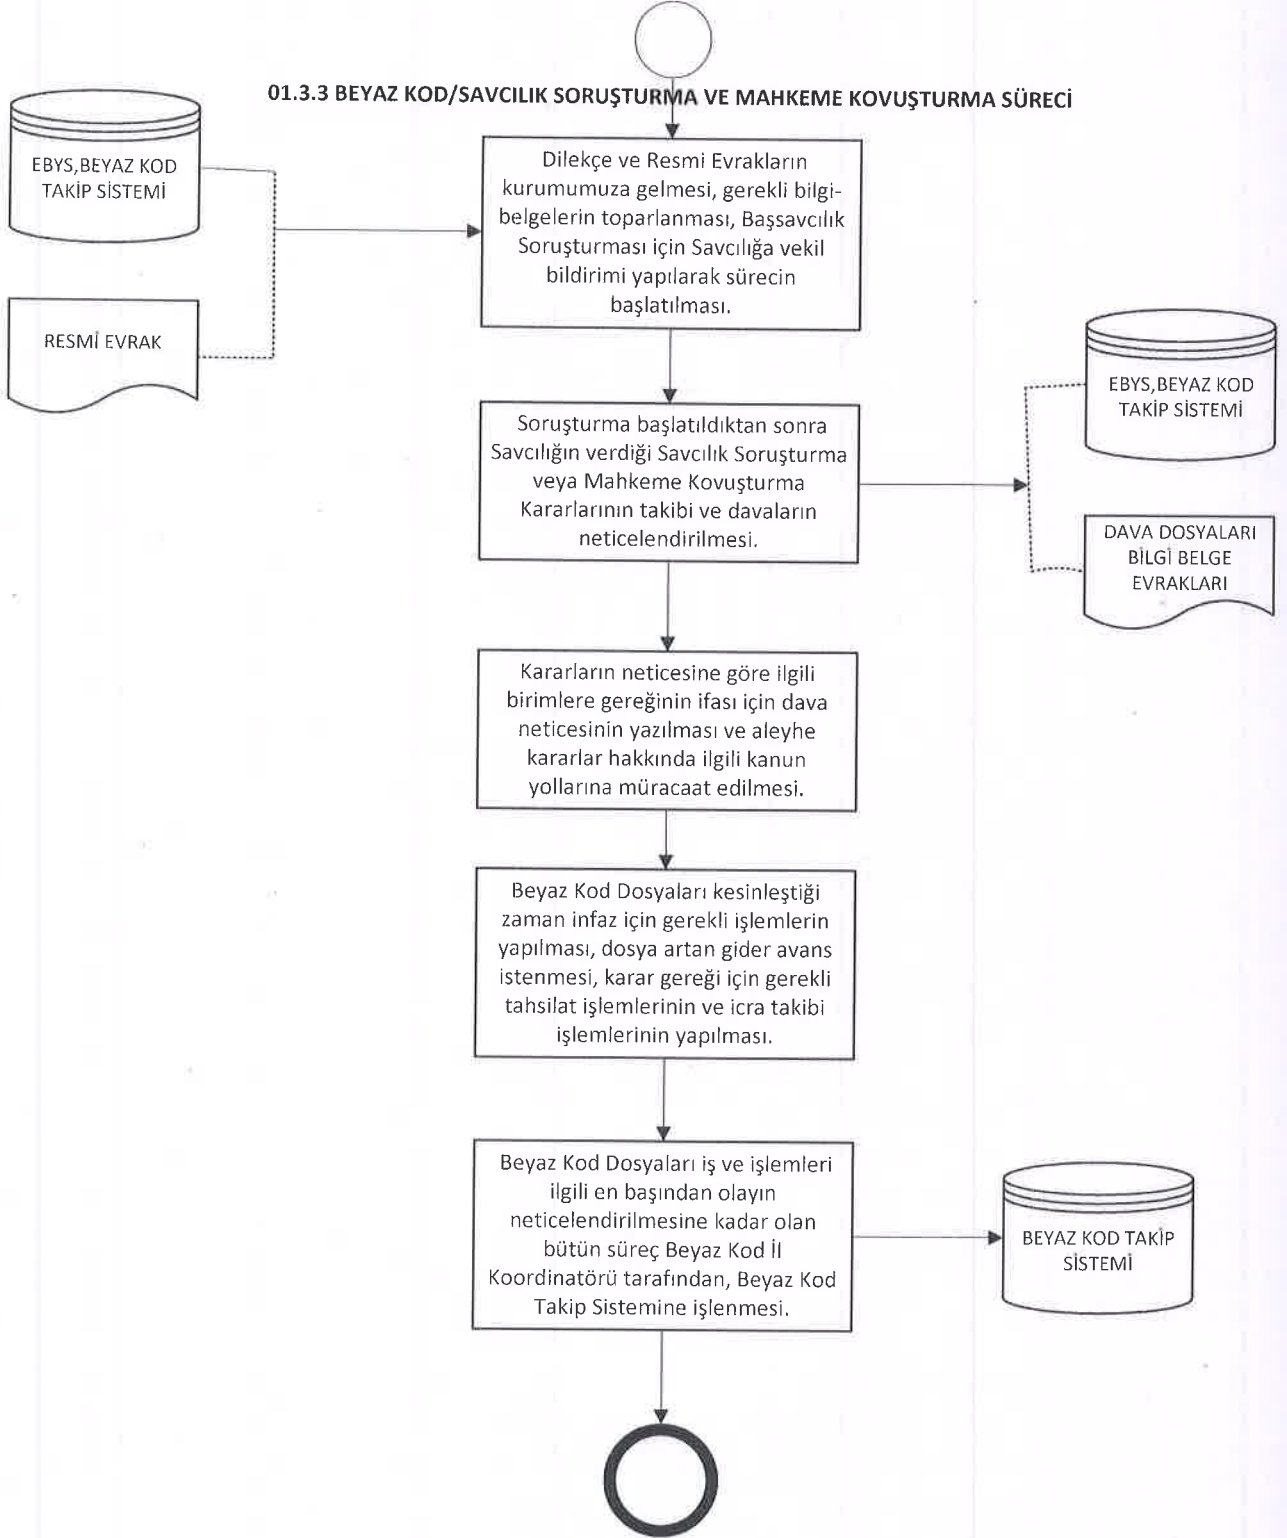 01.3.3 BEYAZ KOD/SAVCILIK SORUŞTURMA VE MAHKEME KOVUŞTURMA SÜRECİ
EBYS,BEYAZ KOD
TAKİP SİSTEMİ
RESMİ EVRAK
Dilekçe ve Resmi Evrakların
kurumumuza gelmesi, gerekli bilgi-
belgelerin toparlanması, Başsavcılık
Soruşturması için Savcılığa vekil
bildirimi yapılarak sürecin
başlatılması.
Soruşturma başlatıldıktan sonra
Savcılığın verdiği Savcılık Soruşturma
veya Mahkeme Kovuşturma
Kararlarının takibi ve davaların
neticelendirilmesi.
EBYS,BEYAZ KOD
TAKİP SİSTEMİ
DAVA DOSYALARI
BİLGİ BELGE
EVRAKLARI
Kararların neticesine göre ilgili
birimlere gereğinin ifası için dava
neticesinin yazılması ve aleyhe
kararlar hakkında ilgili kanun
yollarına müracaat edilmesi.
Beyaz Kod Dosyaları kesinleştiği
zaman infaz için gerekli işlemlerin
yapılması, dosya artan gider avans
istenmesi, karar gereği için gerekli
tahsilat işlemlerinin ve icra takibi
işlemlerinin yapılması.
Beyaz Kod Dosyaları iş ve işlemleri
ilgili en başından olayın
neticelendirilmesine kadar olan
bütün süreç Beyaz Kod İl
Koordinatörü tarafından, Beyaz Kod
Takip Sistemine işlenmesi.
BEYAZ KOD TAKİP
SİSTEMİ